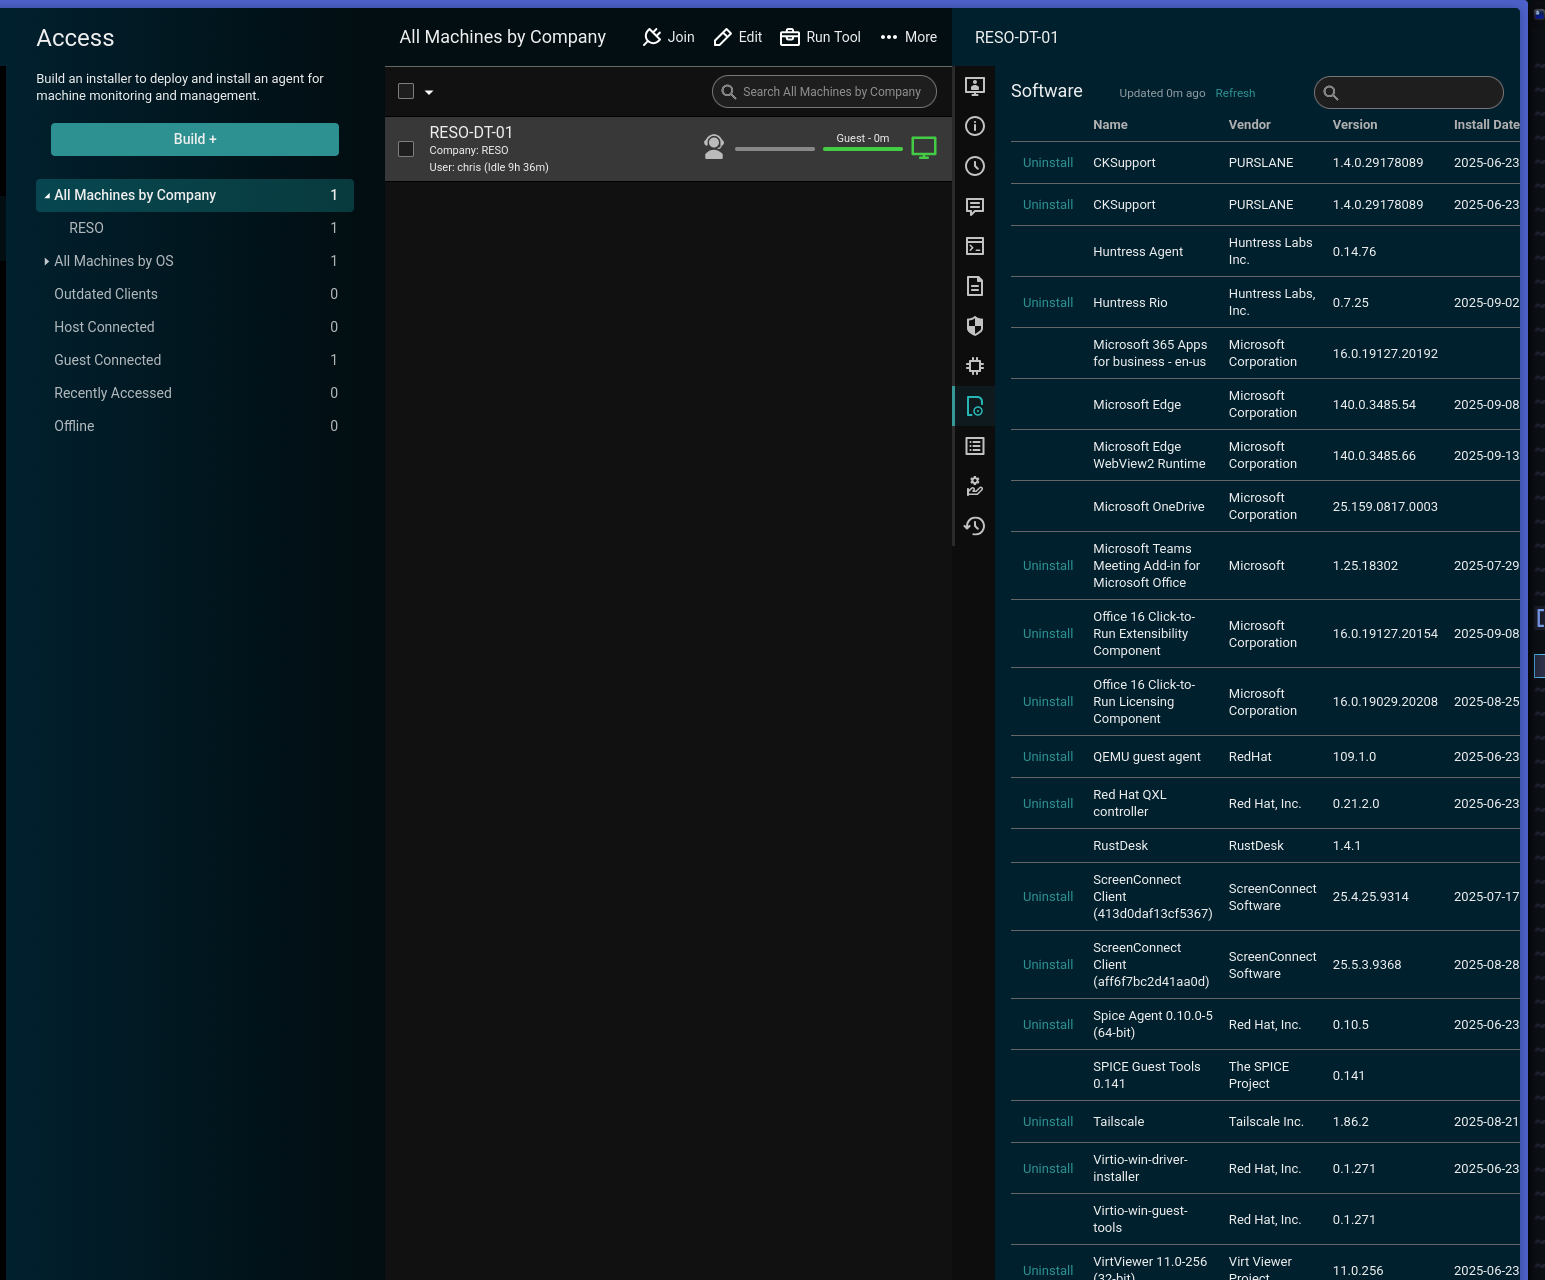 Access
Build an installer to deploy and install an agent for
machine monitoring and management.
Build +
All Machines by Company 1
RESO 1
All Machines by OS 1
Outdated Clients 0
Host Connected 0
Guest Connected 1
Recently Accessed 0
Offline 0
All Machines by Company
Join
Edit
Run Tool
More
Search All Machines by Company
RESO-DT-01
Company: RESO
User: chris (Idle 9h 36m)
Guest - 0m
RESO-DT-01
Software
Updated 0m ago
Refresh
Name Vendor Version Install Date
Uninstall CKSupport PURSLANE 1.4.0.29178089 2025-06-23
Uninstall CKSupport PURSLANE 1.4.0.29178089 2025-06-23
Huntress Agent
Huntress Labs
Inc.
0.14.76
Uninstall
Huntress Rio
Huntress Labs,
Inc.
0.7.25
2025-09-02
Microsoft 365 Apps
for business - en-us
Microsoft
Corporation
16.0.19127.20192
Microsoft Edge
Microsoft
Corporation
140.0.3485.54
2025-09-08
Microsoft Edge
WebView2 Runtime
Microsoft
Corporation
140.0.3485.66
2025-09-13
Microsoft OneDrive
Microsoft
Corporation
25.159.0817.0003
Uninstall
Microsoft Teams
Meeting Add-in for
Microsoft Office
Microsoft
1.25.18302
2025-07-29
Uninstall
Office 16 Click-to-
Run Extensibility
Component
Microsoft
Corporation
16.0.19127.20154
2025-09-08
Uninstall
Office 16 Click-to-
Run Licensing
Component
Microsoft
Corporation
16.0.19029.20208
2025-08-25
Uninstall QEMU guest agent RedHat 109.1.0 2025-06-23
Uninstall
Red Hat QXL
controller
Red Hat, Inc.
0.21.2.0
2025-06-23
RustDesk RustDesk 1.4.1
Uninstall
ScreenConnect
Client
(413d0daf13cf5367)
ScreenConnect
Software
25.4.25.9314
2025-07-17
Uninstall
ScreenConnect
Client
(aff6f7bc2d41aa0d)
ScreenConnect
Software
25.5.3.9368
2025-08-28
Uninstall
Spice Agent 0.10.0-5
(64-bit)
Red Hat, Inc.
0.10.5
2025-06-23
SPICE Guest Tools
0.141
The SPICE
Project
0.141
Uninstall Tailscale Tailscale Inc. 1.86.2 2025-08-21
Uninstall
Virtio-win-driver-
installer
Red Hat, Inc.
0.1.271
2025-06-23
Virtio-win-guest-
tools
Red Hat, Inc.
0.1.271
Uninstall
VirtViewer 11.0-256
(32-bit)
Virt Viewer
Project
11.0.256
2025-06-23